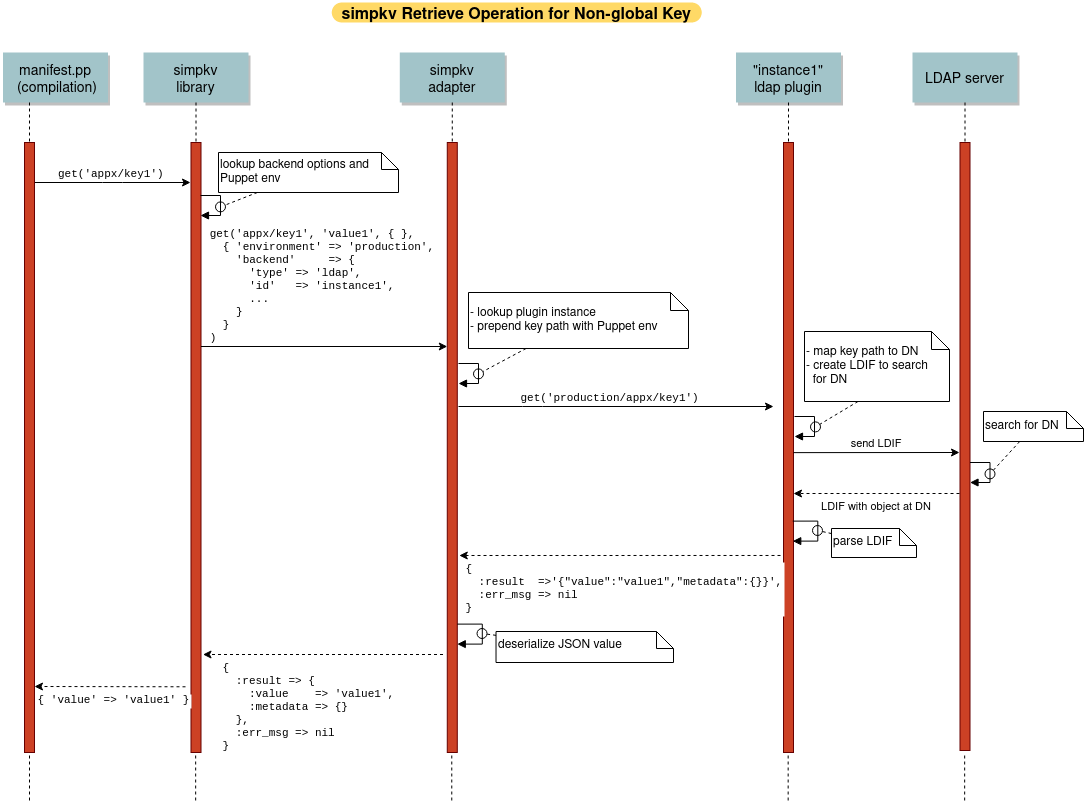 simpkv Retrieve Operation for Non-global Key
manifest.pp
(compilation)
simpkv
library
simpkv
adapter
"instance1"
ldap plugin
LDAP server
get('appx/key1')
lookup backend options and
Puppet env
get('appx/key1', 'value1', { },
{ 'environment' => 'production',
'backend'     => {
'type' => 'ldap',
'id'   => 'instance1',
...
}
}
)
- lookup plugin instance
- prepend key path with Puppet env
get('production/appx/key1')
- map key path to DN
- create LDIF to search
for DN
send LDIF
search for DN
LDIF with object at DN
parse LDIF
{
:result  =>'{"value":"value1","metadata":{}}',
:err_msg => nil
}
deserialize JSON value
{
:result => {
:value    => 'value1',
:metadata => {}
},
:err_msg => nil
}
{ 'value' => 'value1' }